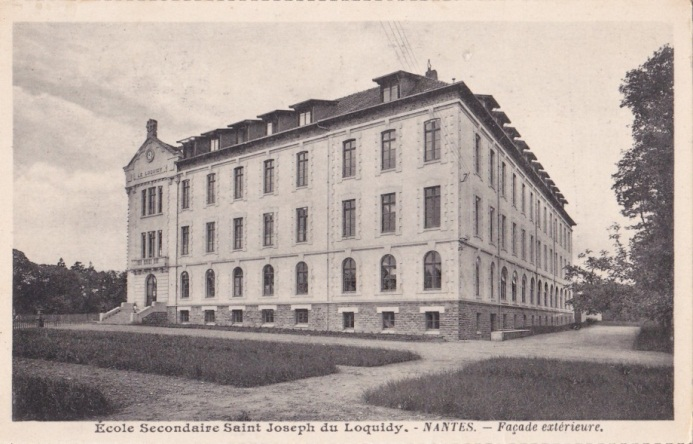 LE LOQUIDY
École Secondaire Saint Joseph du Loquidy. - NANTES. — Façade extérieure.